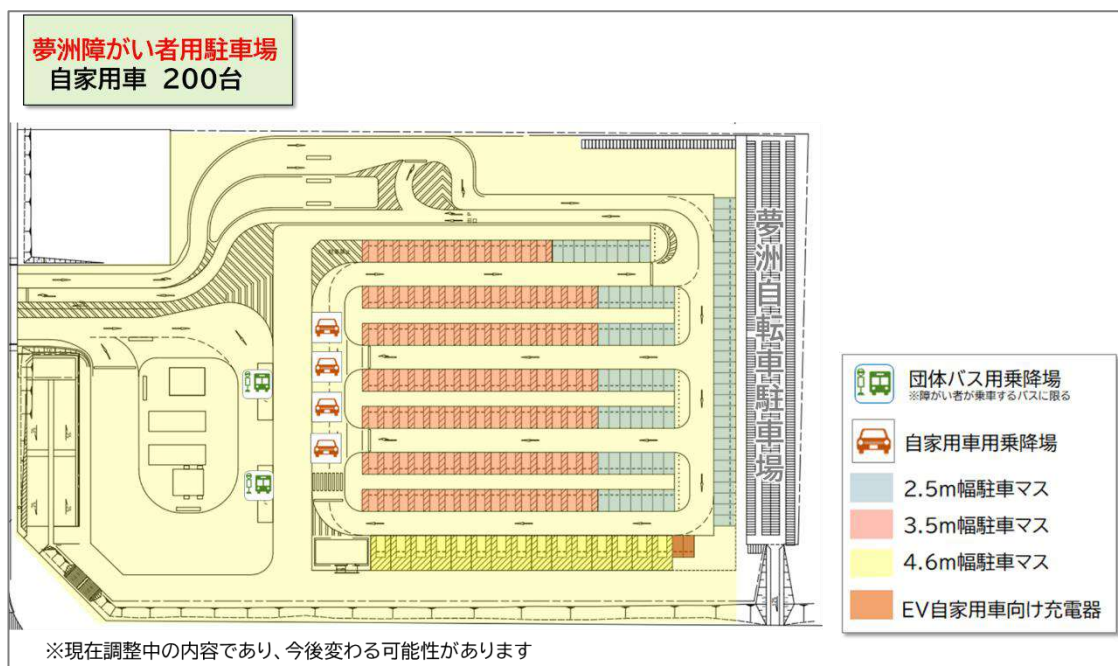 夢洲障がい者用駐車場
自家用車 200台
夢洲自転車駐車場
団体バス用乗降場
※障がい者が乗車するバスに限る
自家用車用乗降場
2.5m幅駐車マス
3.5m幅駐車マス
4.6m幅駐車マス
EV自家用車向け充電器
※現在調整中の内容であり、今後変わる可能性があります